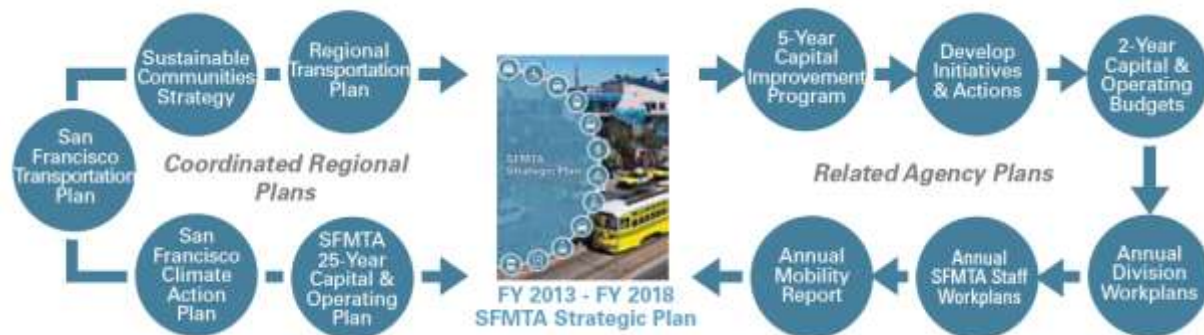 Sustainable
Communities
Strategy
Regional
Transportation
Plan
San
Francisco
Transportation
Plan
Coordinated Regional
Plans
San
Francisco
Climate
Action
Plan
SFMTA
25-Year
Capital &
Operating
Plan
SFMTA
Strategic Plan
FY 2013 - FY 2018
SFMTA Strategic Plan
5-Year
Capital
Improvement
Program
Develop
Initiatives
& Actions
2-Year
Capital &
Operating
Budgets
Related Agency Plans
Annual
Mobility
Report
Annual
SFMTA Staff
Workplans
Annual
Division
Workplans